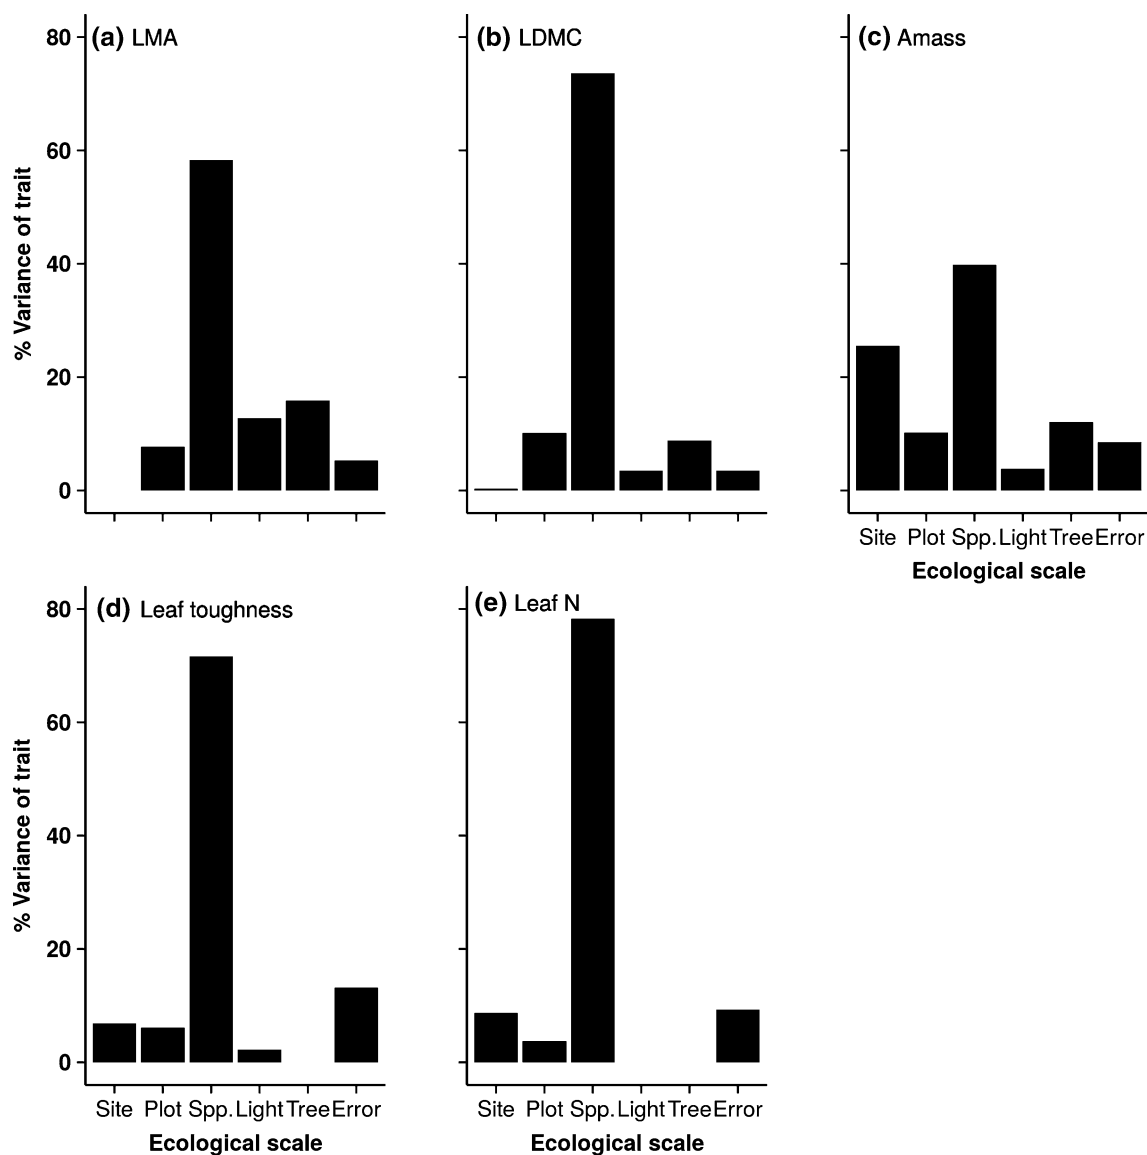 (a) LMA
(b) LDMC
(c) Amass
80
60
40
20
0
% Variance of trait
Site Plot Spp. Light Tree Error
Ecological scale
(d) Leaf toughness
(e) Leaf N
80
60
40
20
0
% Variance of trait
Site Plot Spp. Light Tree Error
Ecological scale
Site Plot Spp. Light Tree Error
Ecological scale